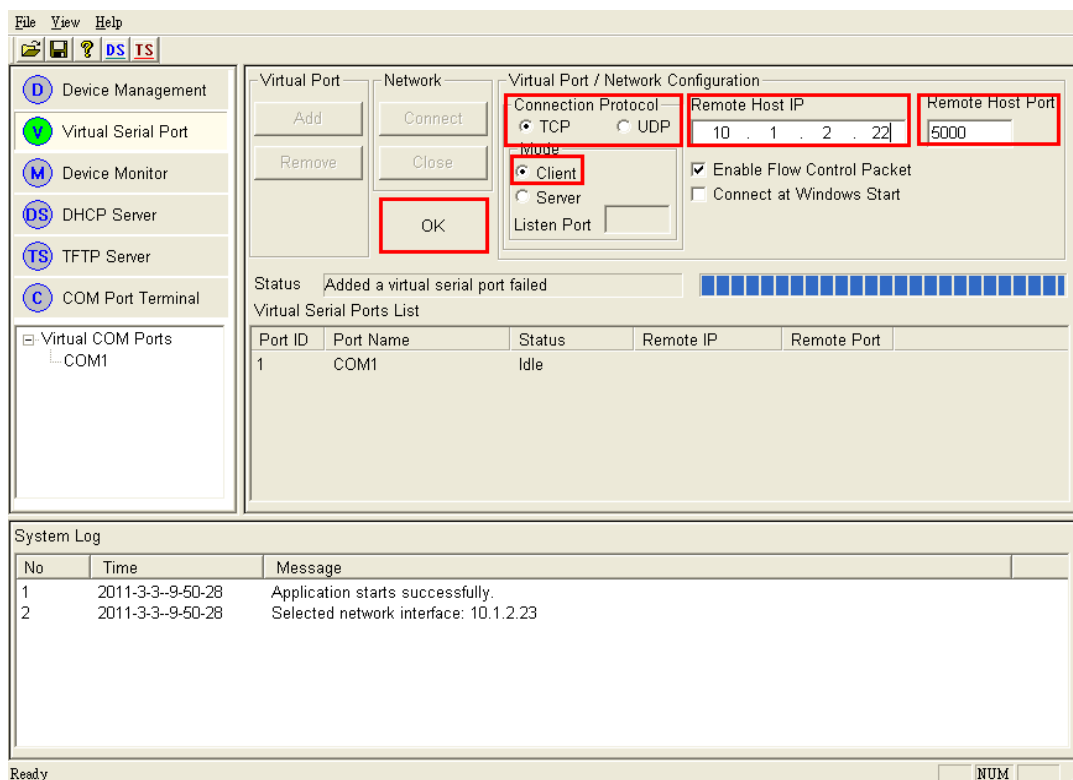 File View Help
DS TS
D Device Management
V Virtual Serial Port
M Device Monitor
DS DHCP Server
TS TFTP Server
C COM Port Terminal
Virtual COM Ports
COM1
Virtual Port
Add
Remove
Network
Connect
Close
OK
Virtual Port / Network Configuration
Connection Protocol
TCP UDP
Mode
Client
Server
Listen Port
Remote Host IP
10 . 1 . 2 . 22
Remote Host Port
5000
Enable Flow Control Packet
Connect at Windows Start
Status Added a virtual serial port failed
Virtual Serial Ports List
Port ID Port Name Status Remote IP Remote Port
1 COM1 Idle
System Log
No Time Message
1 2011-3-3--9-50-28 Application starts successfully.
2 2011-3-3--9-50-28 Selected network interface: 10.1.2.23
Ready NUM